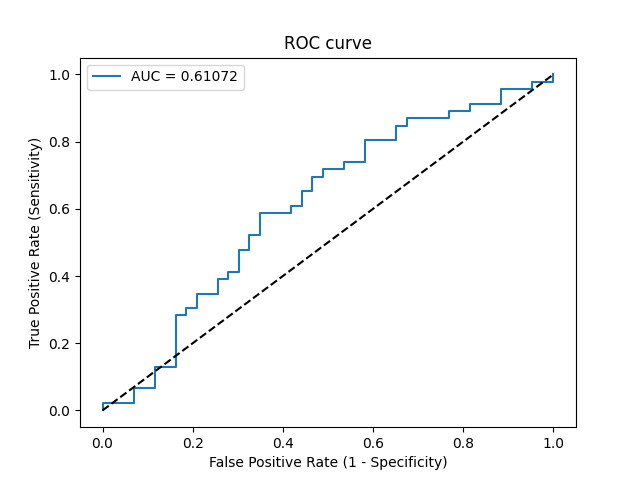 ROC curve
AUC = 0.61072
1.0
0.8
0.6
0.4
0.2
0.0
True Positive Rate (Sensitivity)
0.0 0.2 0.4 0.6 0.8 1.0
False Positive Rate (1 - Specificity)